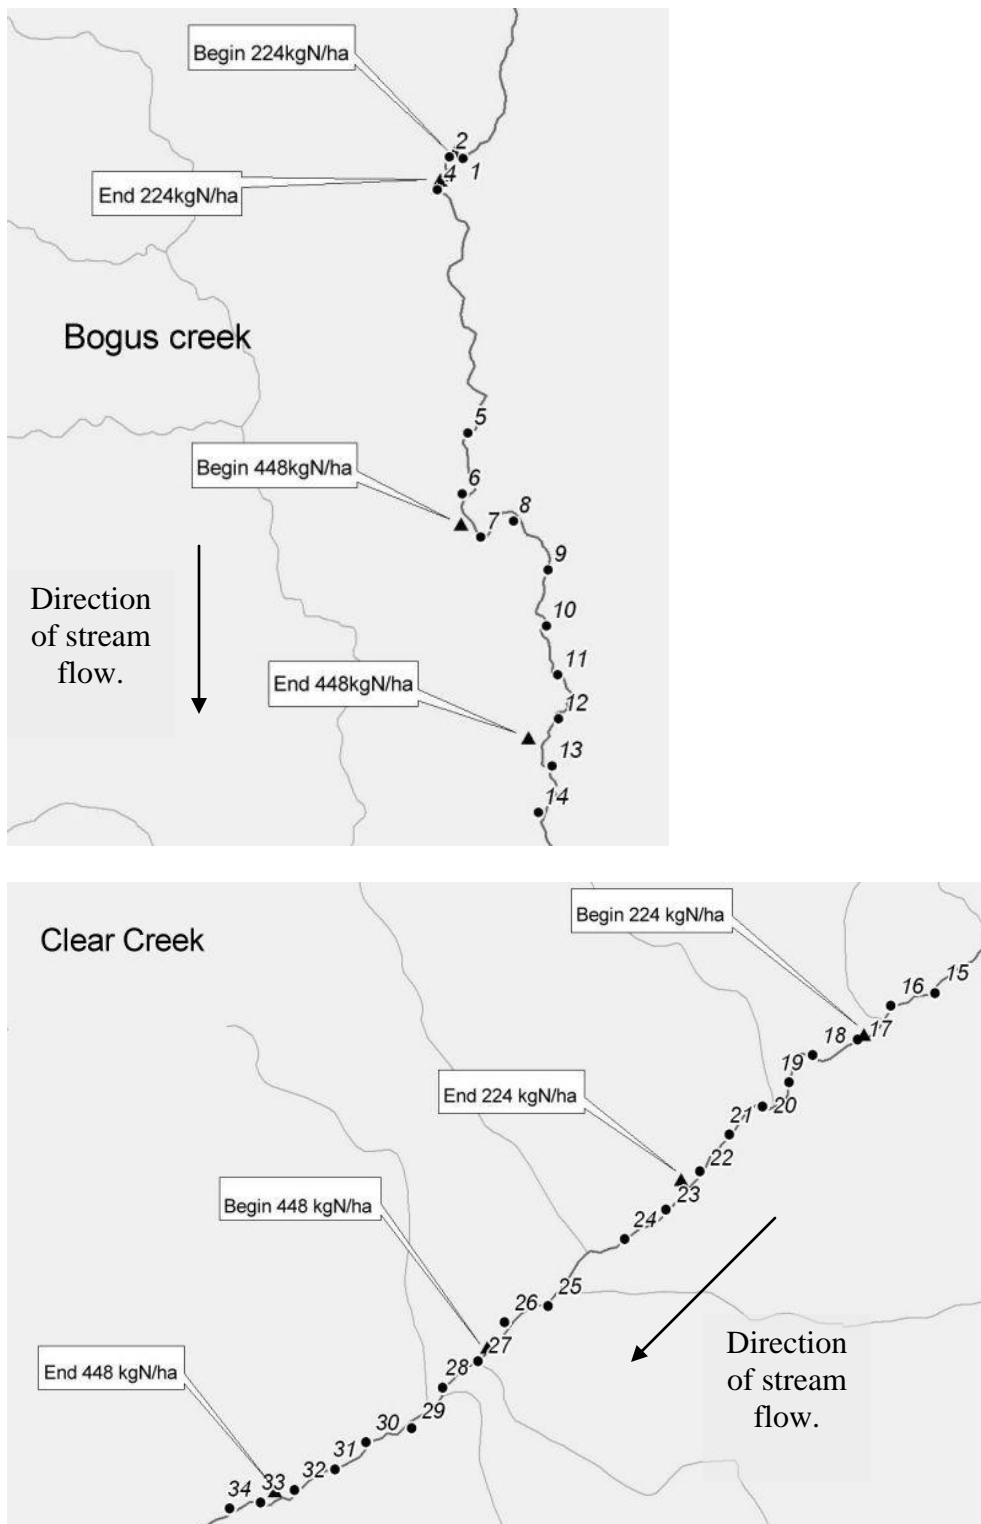 Begin 224kgN/ha
2
1
4
End 224kgN/ha
Bogus creek
5
Begin 448kgN/ha
6
8
7
9
Direction
of stream
flow.
10
11
End 448kgN/ha
12
13
14
Clear Creek
Begin 224 kgN/ha
15
16
17
18
19
End 224 kgN/ha
20
21
22
23
24
Begin 448 kgN/ha
25
26
27
Direction
of stream
flow.
End 448 kgN/ha
28
29
30
31
32
33
34